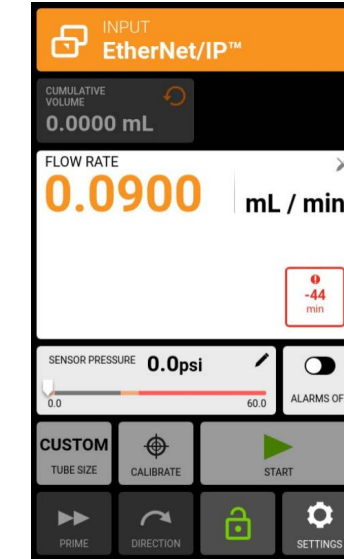 INPUT
EtherNet/IP™
CUMULATIVE
VOLUME
0.0000 mL
FLOW RATE
0.0900 mL / min
-44
min
SENSOR PRESSURE 0.0psi
0.0 60.0
ALARMS OF
CUSTOM
TUBE SIZE
CALIBRATE
START
PRIME
DIRECTION
SETTINGS